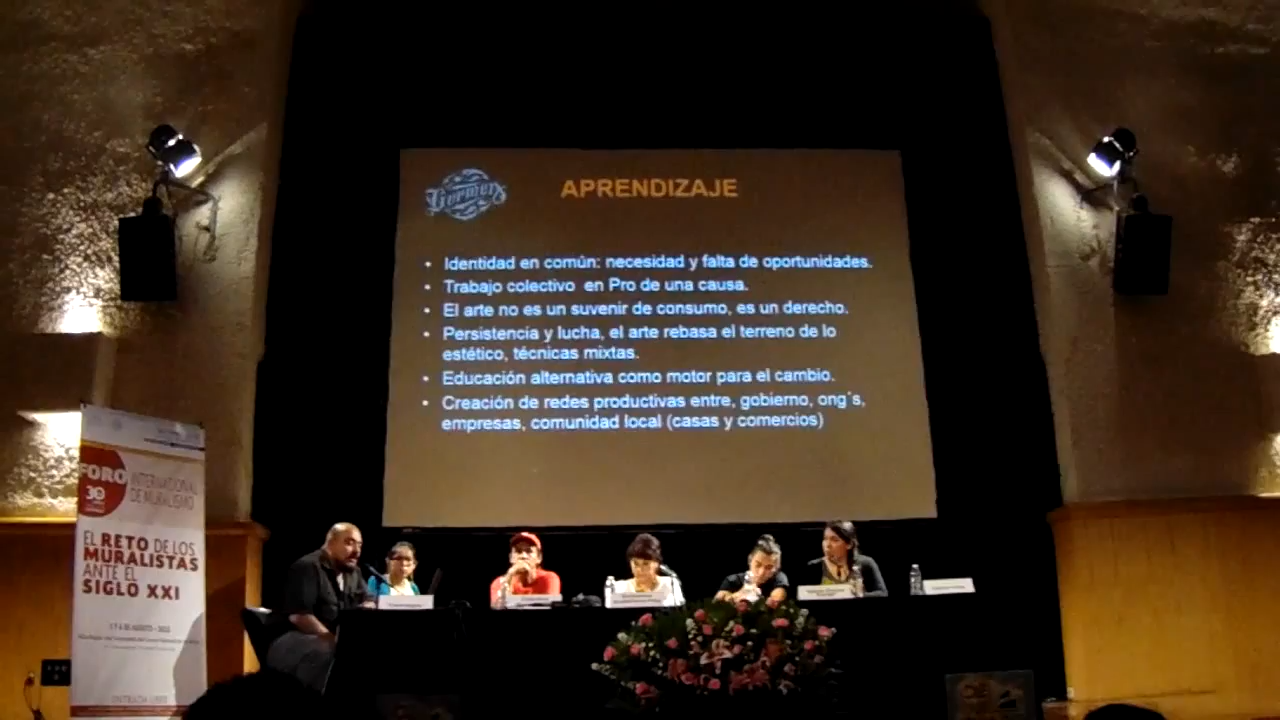 Germen
APRENDIZAJE
• Identidad en común: necesidad y falta de oportunidades.
• Trabajo colectivo en Pro de una causa.
• El arte no es un suvenir de consumo, es un derecho.
• Persistencia y lucha, el arte rebasa el terreno de lo
estético, técnicas mixtas.
• Educación alternativa como motor para el cambio.
• Creación de redes productivas entre, gobierno, ong´s,
empresas, comunidad local (casas y comercios)
FORO
INTERNACIONAL
DE MURALISMO
30
EL RETO DE LOS
MURALISTAS
ANTE EL
SIGLO XXI
ENTRADA LIBRE